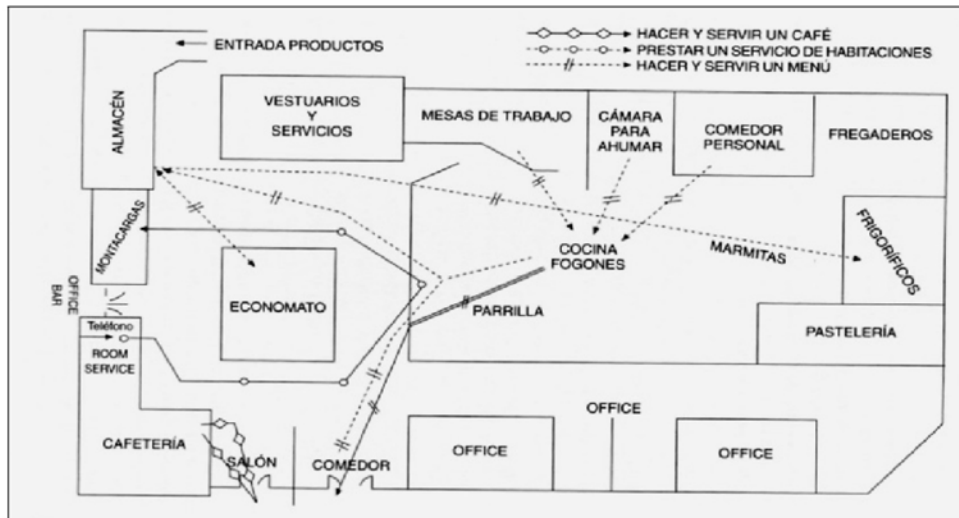 HACER Y SERVIR UN CAFÉ
ENTRADA PRODUCTOS
PRESTAR UN SERVICIO DE HABITACIONES
HACER Y SERVIR UN MENÚ
ALMACÉN
VESTUARIOS
Y
SERVICIOS
MESAS DE TRABAJO
CÁMARA
PARA
AHUMAR
COMEDOR
PERSONAL
FREGADEROS
MONTACARGAS
COCINA
FOGONES
MARMITAS
FRIGORÍFICOS
OFFICE
BAR
ECONOMATO
PARRILLA
PASTELERÍA
Teléfono
ROOM
SERVICE
OFFICE
CAFETERÍA
SALÓN
COMEDOR
OFFICE
OFFICE